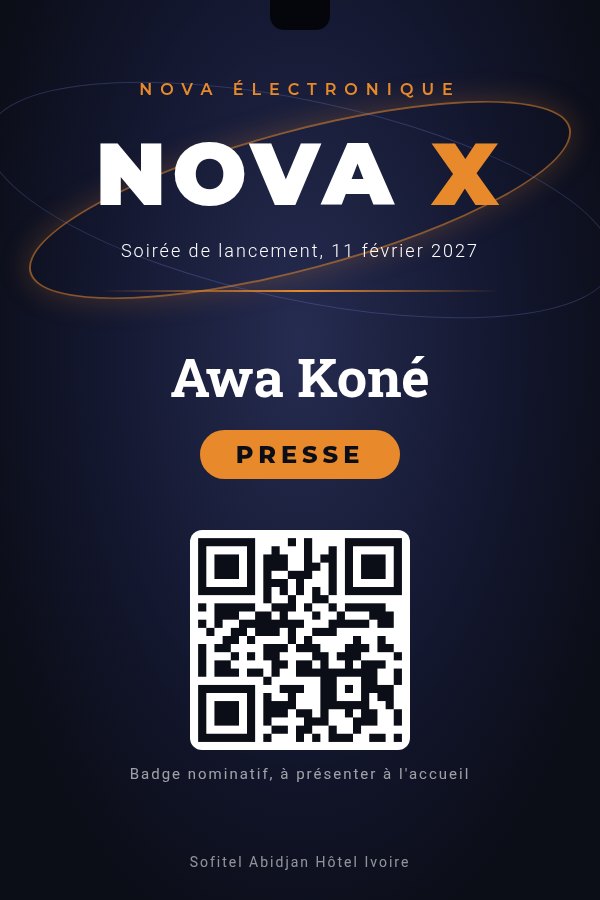 NOVA ÉLECTRONIQUE
NOVA X
Soirée de lancement, 11 février 2027
Awa Koné
PRESSE
Badge nominatif, à présenter à l'accueil
Sofitel Abidjan Hôtel Ivoire